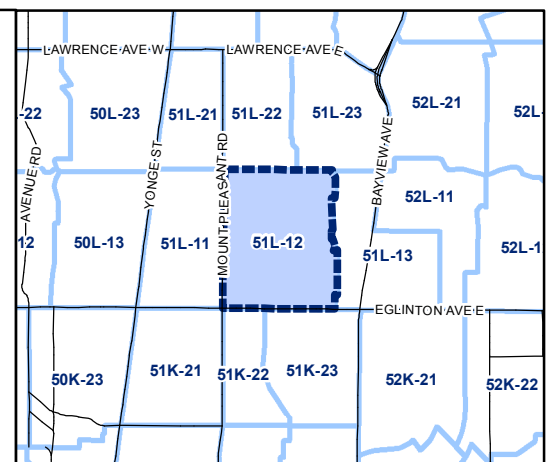 LAWRENCE AVE W
LAWRENCE AVE E
-22
50L-23
51L-21
51L-22
51L-23
52L-21
52L-
AVENUE RD
YONGE ST
MOUNT PLEASANT RD
BAYVIEW AVE
12
50L-13
51L-11
51L-12
51L-13
52L-11
52L-1
EGLINTON AVE E
50K-23
51K-21
51K-22
51K-23
52K-21
52K-22